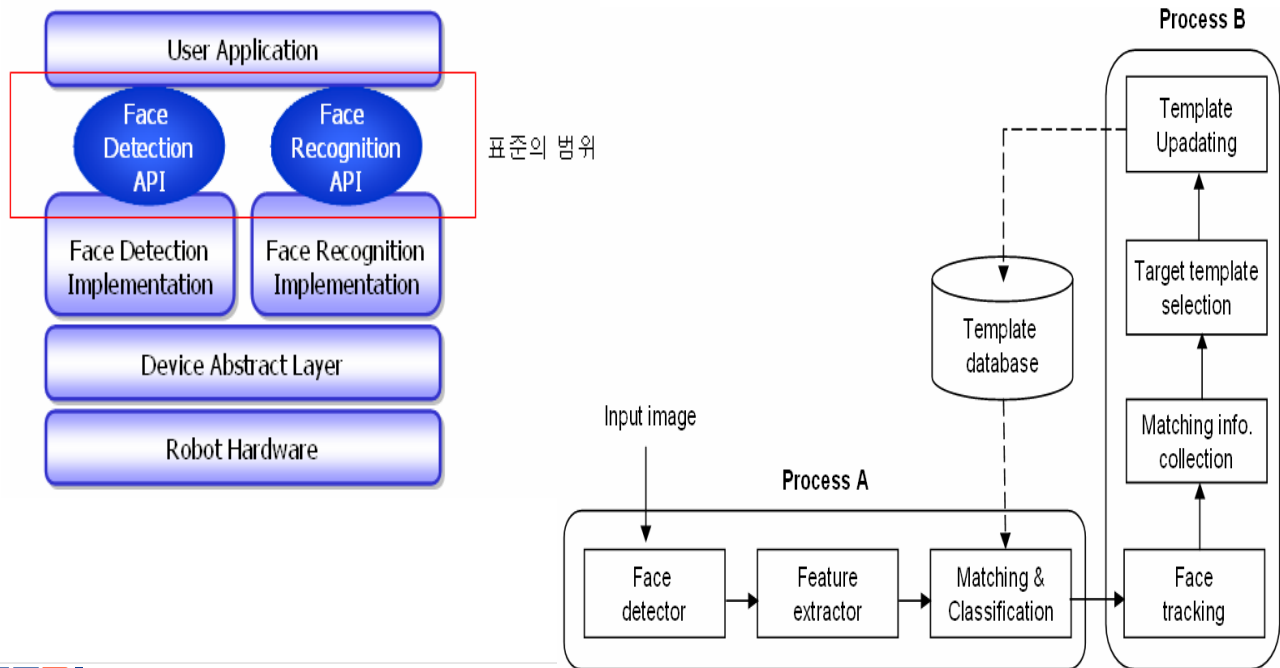 User Application
Face
Detection
API
Face
Recognition
API
표준의 범위
Face Detection
Implementation
Face Recognition
Implementation
Device Abstract Layer
Robot Hardware
Process B
Template
Upadating
Target template
selection
Matching info.
collection
Face
tracking
Template
database
Input image
Process A
Face
detector
Feature
extractor
Matching &
Classification